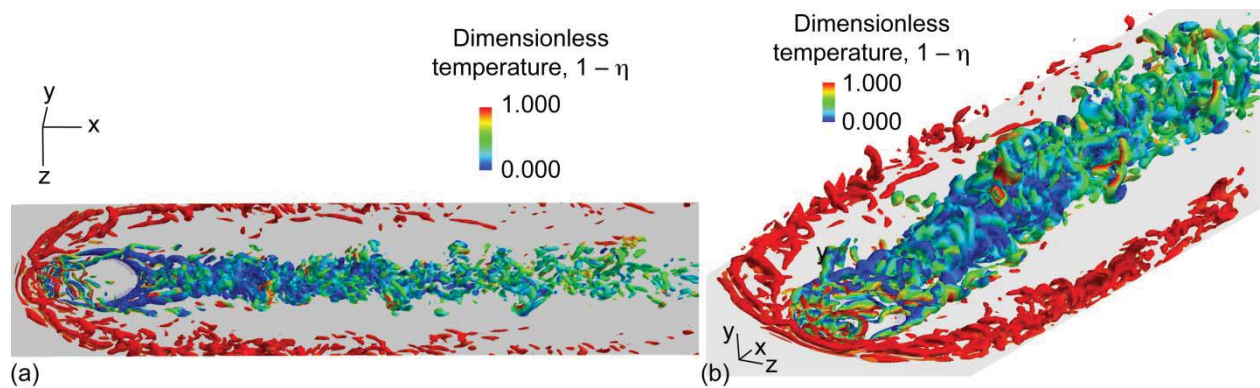 Dimensionless
temperature, 1 – η
1.000
0.000
y
x
z
(a)
Dimensionless
temperature, 1 – η
1.000
0.000
y
y
x
z
(b)